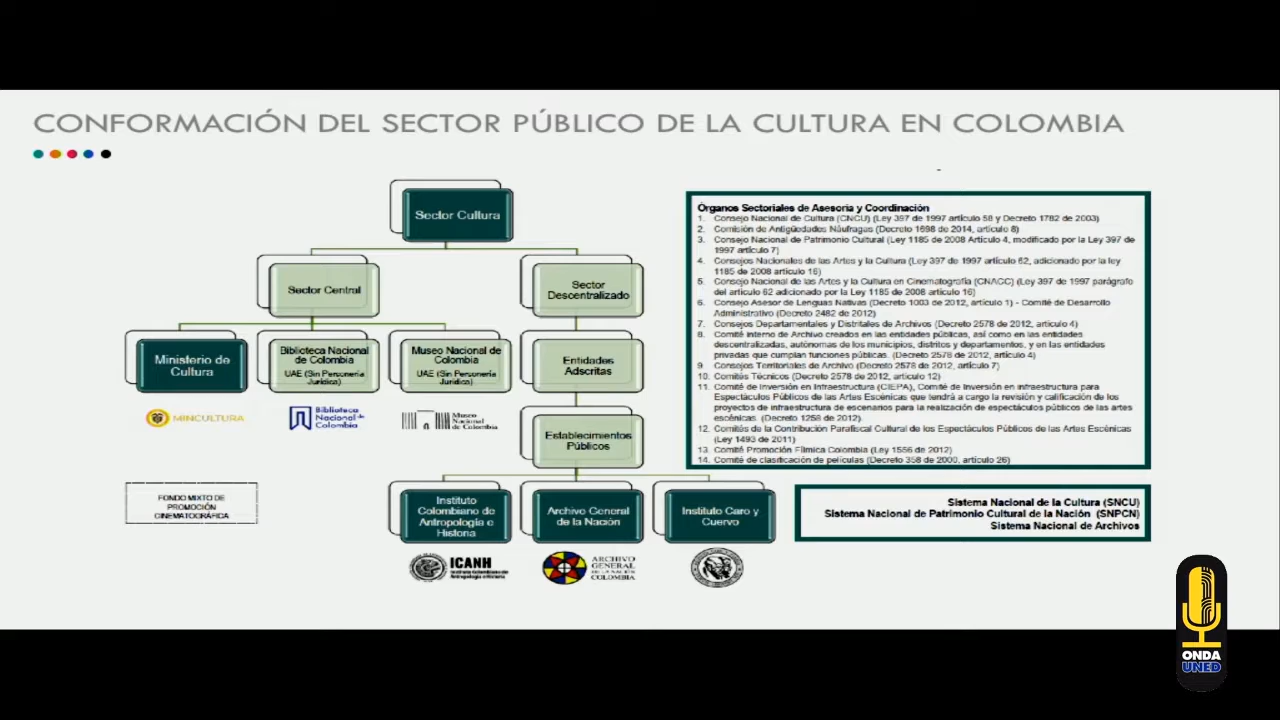 CONFORMACIÓN DEL SECTOR PÚBLICO DE LA CULTURA EN COLOMBIA
Sector Cultura
Sector Central
Sector
Descentralizado
Ministerio de
Cultura
Biblioteca Nacional
de Colombia
UAE (Sin Personería
Jurídica)
Museo Nacional de
Colombia
UAE (Sin Personería
Jurídica)
Entidades
Adscritas
MINCULTURA
Biblioteca
Nacional de
Colombia
Museo
Nacional
de Colombia
Establecimientos
Públicos
FONDO MIXTO DE
PROMOCIÓN
CINEMATOGRÁFICA
Instituto
Colombiano de
Antropología e
Historia
Archivo General
de la Nación
Instituto Caro y
Cuervo
ICANH
Instituto Colombiano de
Antropología e Historia
ARCHIVO
GENERAL
DE LA NACIÓN
COLOMBIA
Órganos Sectoriales de Asesoría y Coordinación
1. Consejo Nacional de Cultura (CNCU) (Ley 397 de 1997 artículo 58 y Decreto 1782 de 2003)
2. Comisión de Antigüedades Náufragas (Decreto 1698 de 2014, artículo 8)
3. Consejo Nacional de Patrimonio Cultural (Ley 1185 de 2008 Artículo 4, modificado por la Ley 397 de
1997 artículo 7)
4. Consejos Nacionales de las Artes y la Cultura (Ley 397 de 1997 artículo 62, adicionado por la ley
1185 de 2008 artículo 16)
5. Consejo Nacional de las Artes y la Cultura en Cinematografía (CNACC) (Ley 397 de 1997 parágrafo
del artículo 62 adicionado por la Ley 1185 de 2008 artículo 16)
6. Consejo Asesor de Lenguas Nativas (Decreto 1003 de 2012, artículo 1) - Comité de Desarrollo
Administrativo (Decreto 2482 de 2012)
7. Consejos Departamentales y Distritales de Archivos (Decreto 2578 de 2012, artículo 4)
8. Comité Interno de Archivo creados en las entidades públicas, así como en las entidades
descentralizadas, autónomas de los municipios, distritos y departamentos, y en las entidades
privadas que cumplan funciones públicas. (Decreto 2578 de 2012, artículo 4)
9. Consejos Territoriales de Archivo (Decreto 2578 de 2012, artículo 7)
10. Comités Técnicos (Decreto 2578 de 2012, artículo 12)
11. Comité de Inversión en Infraestructura (CIEPA), Comité de Inversión en infraestructura para
Espectáculos Públicos de las Artes Escénicas que tendrá a cargo la revisión y calificación de los
proyectos de infraestructura de escenarios para la realización de espectáculos públicos de las artes
escénicas. (Decreto 1258 de 2012).
12. Comités de la Contribución Parafiscal Cultural de los Espectáculos Públicos de las Artes Escénicas
(Ley 1493 de 2011)
13. Comité Promoción Fílmica Colombia (Ley 1556 de 2012)
14. Comité de clasificación de películas (Decreto 358 de 2000, artículo 26)
Sistema Nacional de la Cultura (SNCU)
Sistema Nacional de Patrimonio Cultural de la Nación (SNPCN)
Sistema Nacional de Archivos
ONDA
UNED